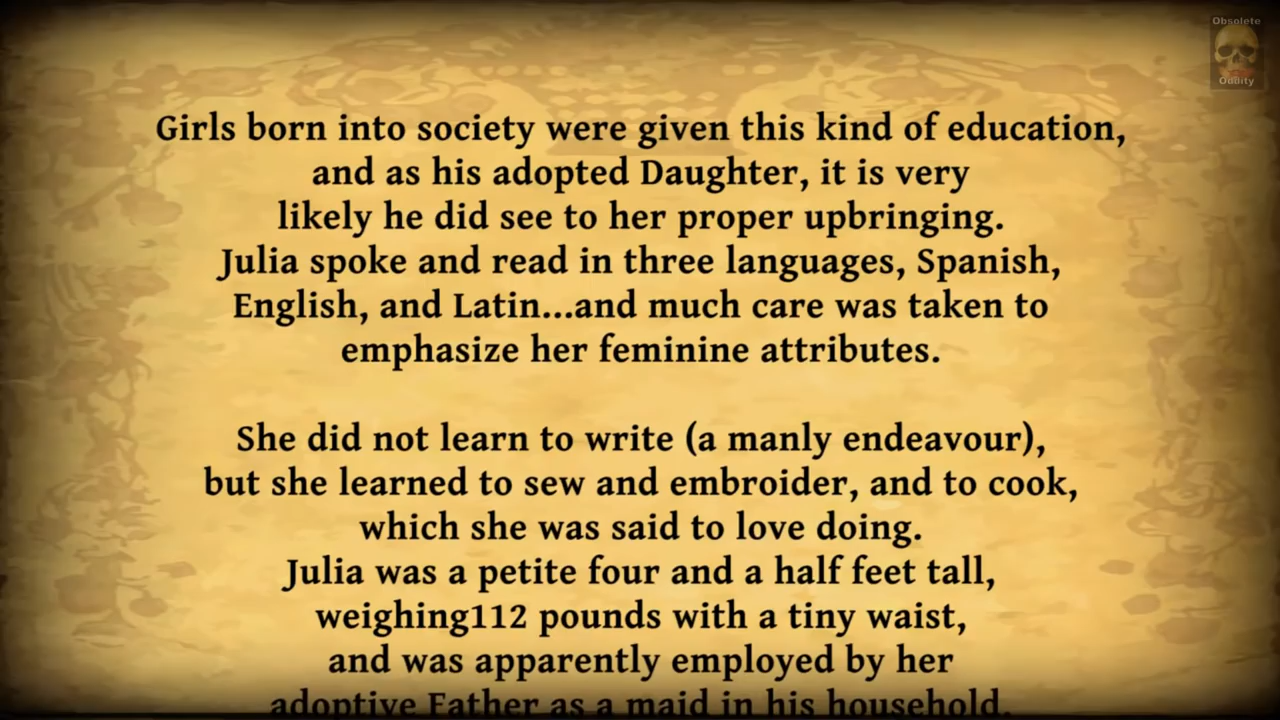 Obsolete
Oddity
Girls born into society were given this kind of education,
and as his adopted Daughter, it is very
likely he did see to her proper upbringing.
Julia spoke and read in three languages, Spanish,
English, and Latin...and much care was taken to
emphasize her feminine attributes.
She did not learn to write (a manly endeavour),
but she learned to sew and embroider, and to cook,
which she was said to love doing.
Julia was a petite four and a half feet tall,
weighing112 pounds with a tiny waist,
and was apparently employed by her
adoptive Father as a maid in his household.